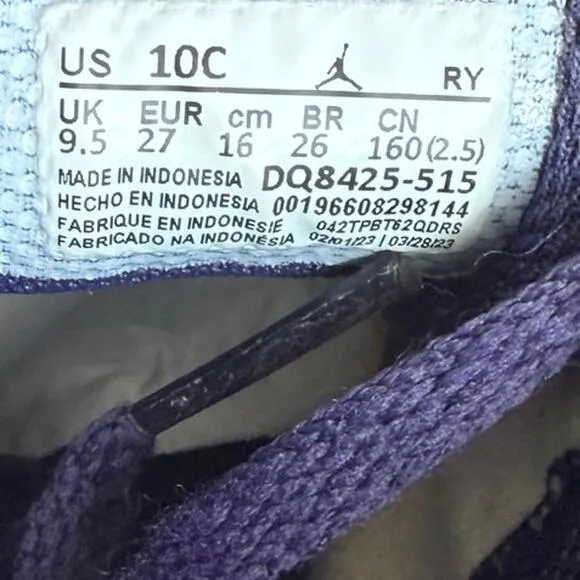 US 10C RY
UK EUR cm BR CN
9.5 27 16 26 160(2.5)
MADE IN INDONESIA DQ8425-515
HECHO EN INDONESIA 00196608298144
FABRIQUE EN INDONESIE 042TPBT62QDRS
FABRICADO NA INDONÉSIA 02/01/23 | 03/28/23